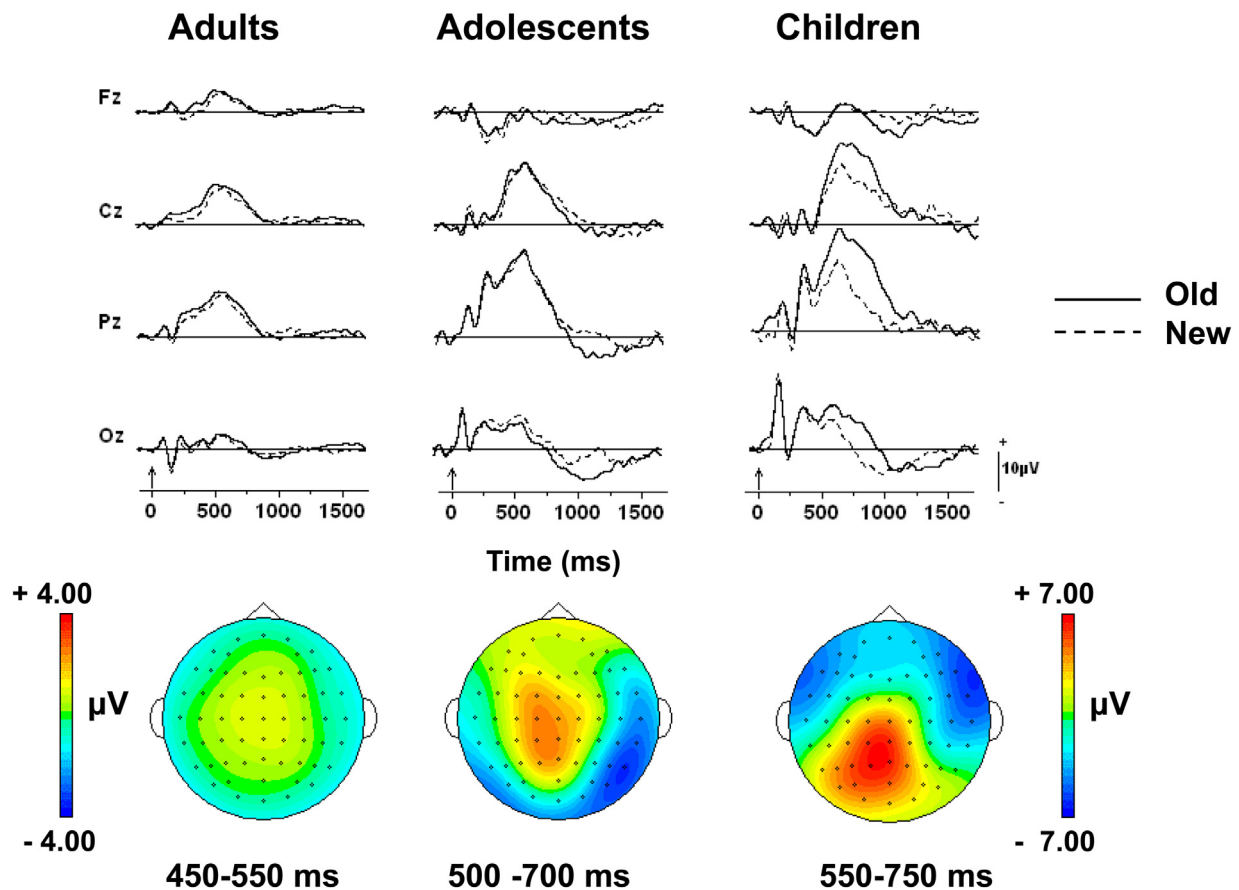 Adults Adolescents Children
Fz
Cz
Pz
Oz
Old
New
+
10µV
-
0 500 1000 1500 0 500 1000 1500 0 500 1000 1500
Time (ms)
+ 4.00 + 7.00
µV µV
- 4.00 - 7.00
450-550 ms 500 -700 ms 550-750 ms